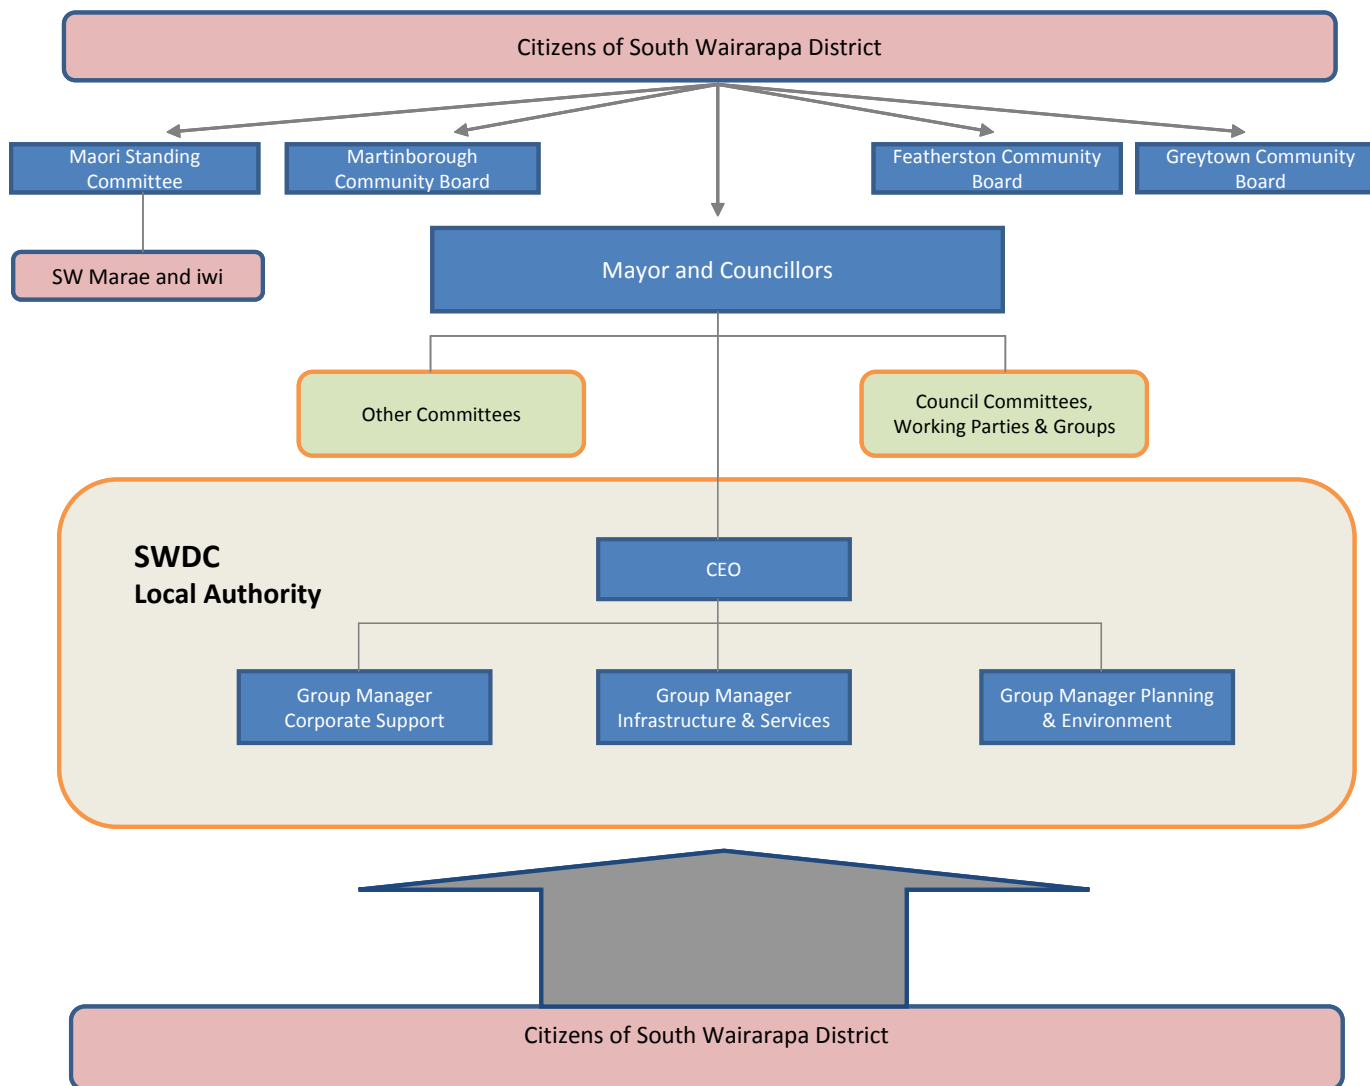 Citizens of South Wairarapa District
Maori Standing
Committee
Martinborough
Community Board
Featherston Community
Board
Greytown Community
Board
SW Marae and iwi
Mayor and Councillors
Other Committees
Council Committees,
Working Parties & Groups
SWDC
Local Authority
CEO
Group Manager
Corporate Support
Group Manager
Infrastructure & Services
Group Manager Planning
& Environment
Citizens of South Wairarapa District